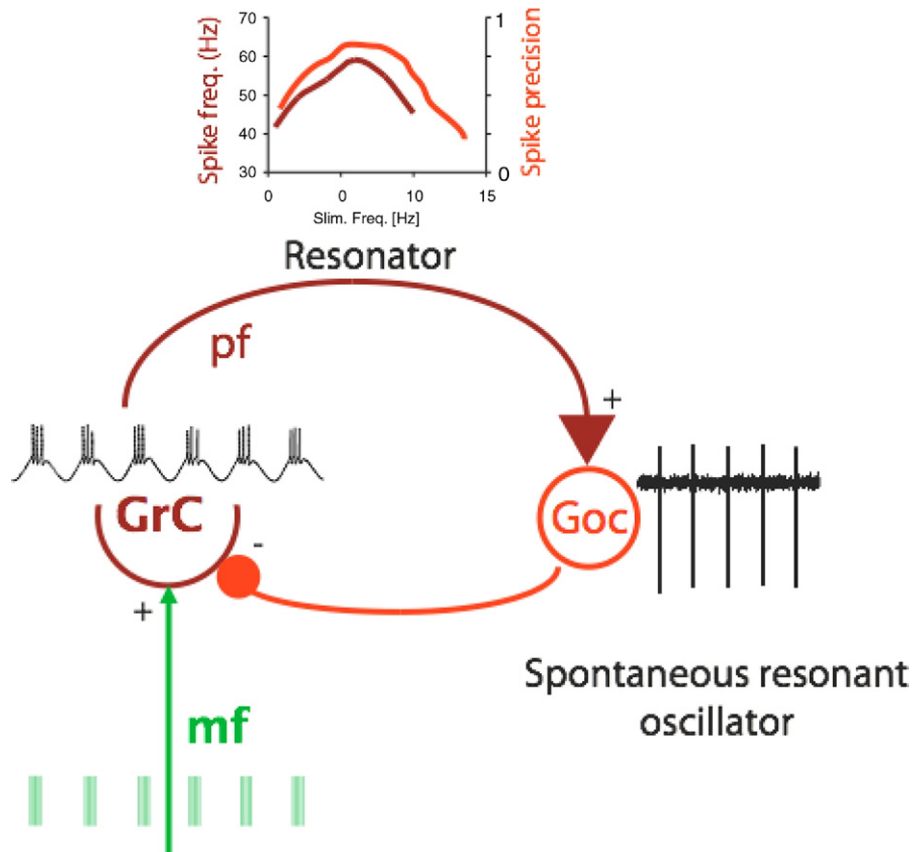 70
60
50
40
30
Spike freq. (Hz)
1
0
Spike precision
0 0 10 15
Slim. Freq. [Hz]
Resonator
pf
+
GrC
-
+
Goc
mf
Spontaneous resonant
oscillator